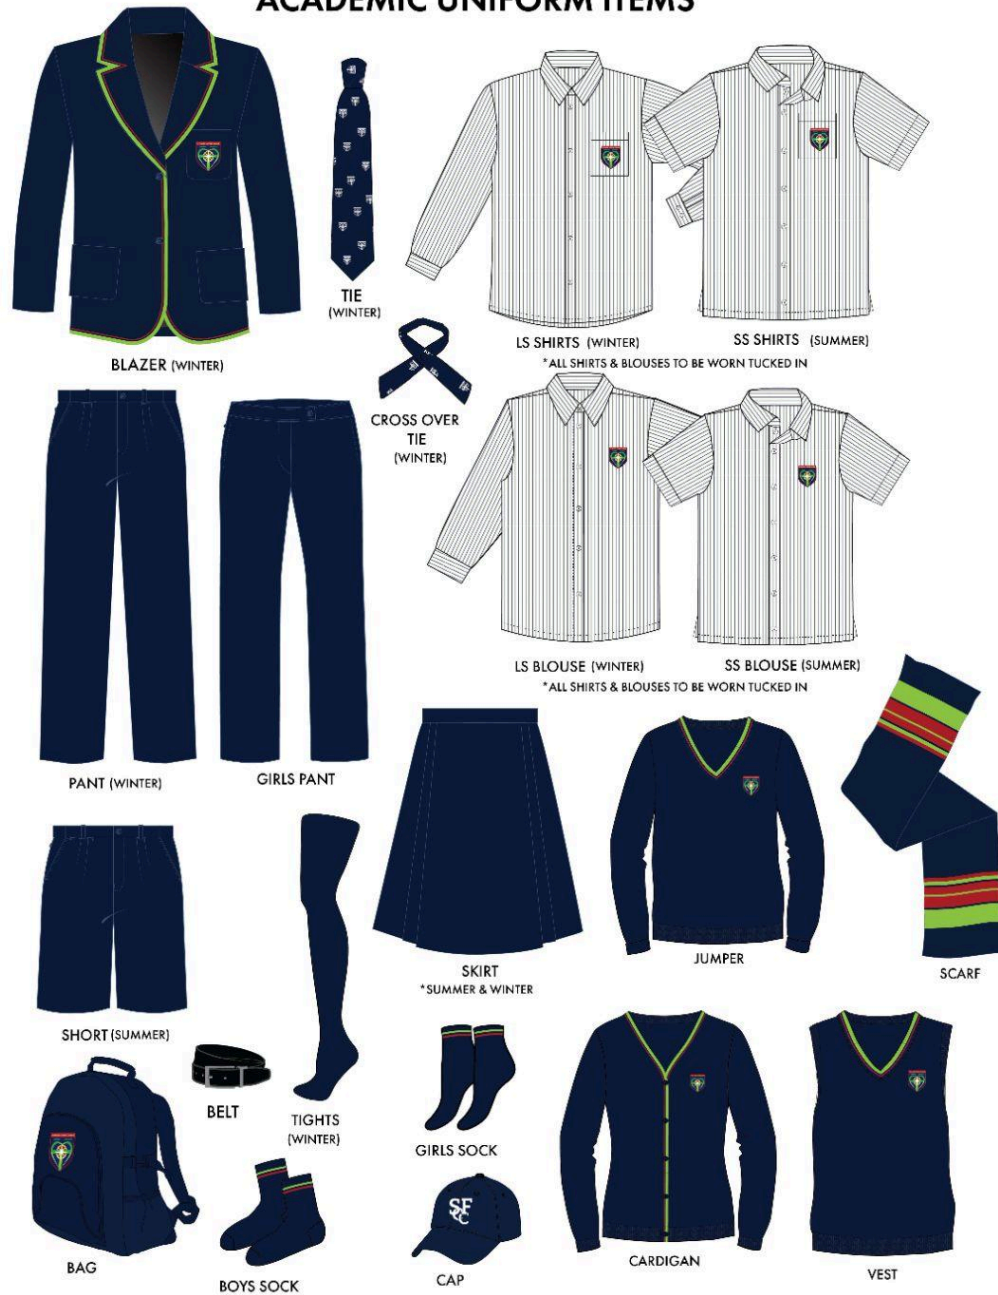 ACADEMIC UNIFORM ITEMS
BLAZER (WINTER)
TIE
(WINTER)
LS SHIRTS (WINTER)
SS SHIRTS (SUMMER)
*ALL SHIRTS & BLOUSES TO BE WORN TUCKED IN
CROSS OVER
TIE
(WINTER)
LS BLOUSE (WINTER)
SS BLOUSE (SUMMER)
*ALL SHIRTS & BLOUSES TO BE WORN TUCKED IN
PANT (WINTER)
GIRLS PANT
SKIRT
*SUMMER & WINTER
JUMPER
SCARF
SHORT (SUMMER)
BELT
TIGHTS
(WINTER)
GIRLS SOCK
BAG
BOYS SOCK
SFC
C
CAP
CARDIGAN
VEST